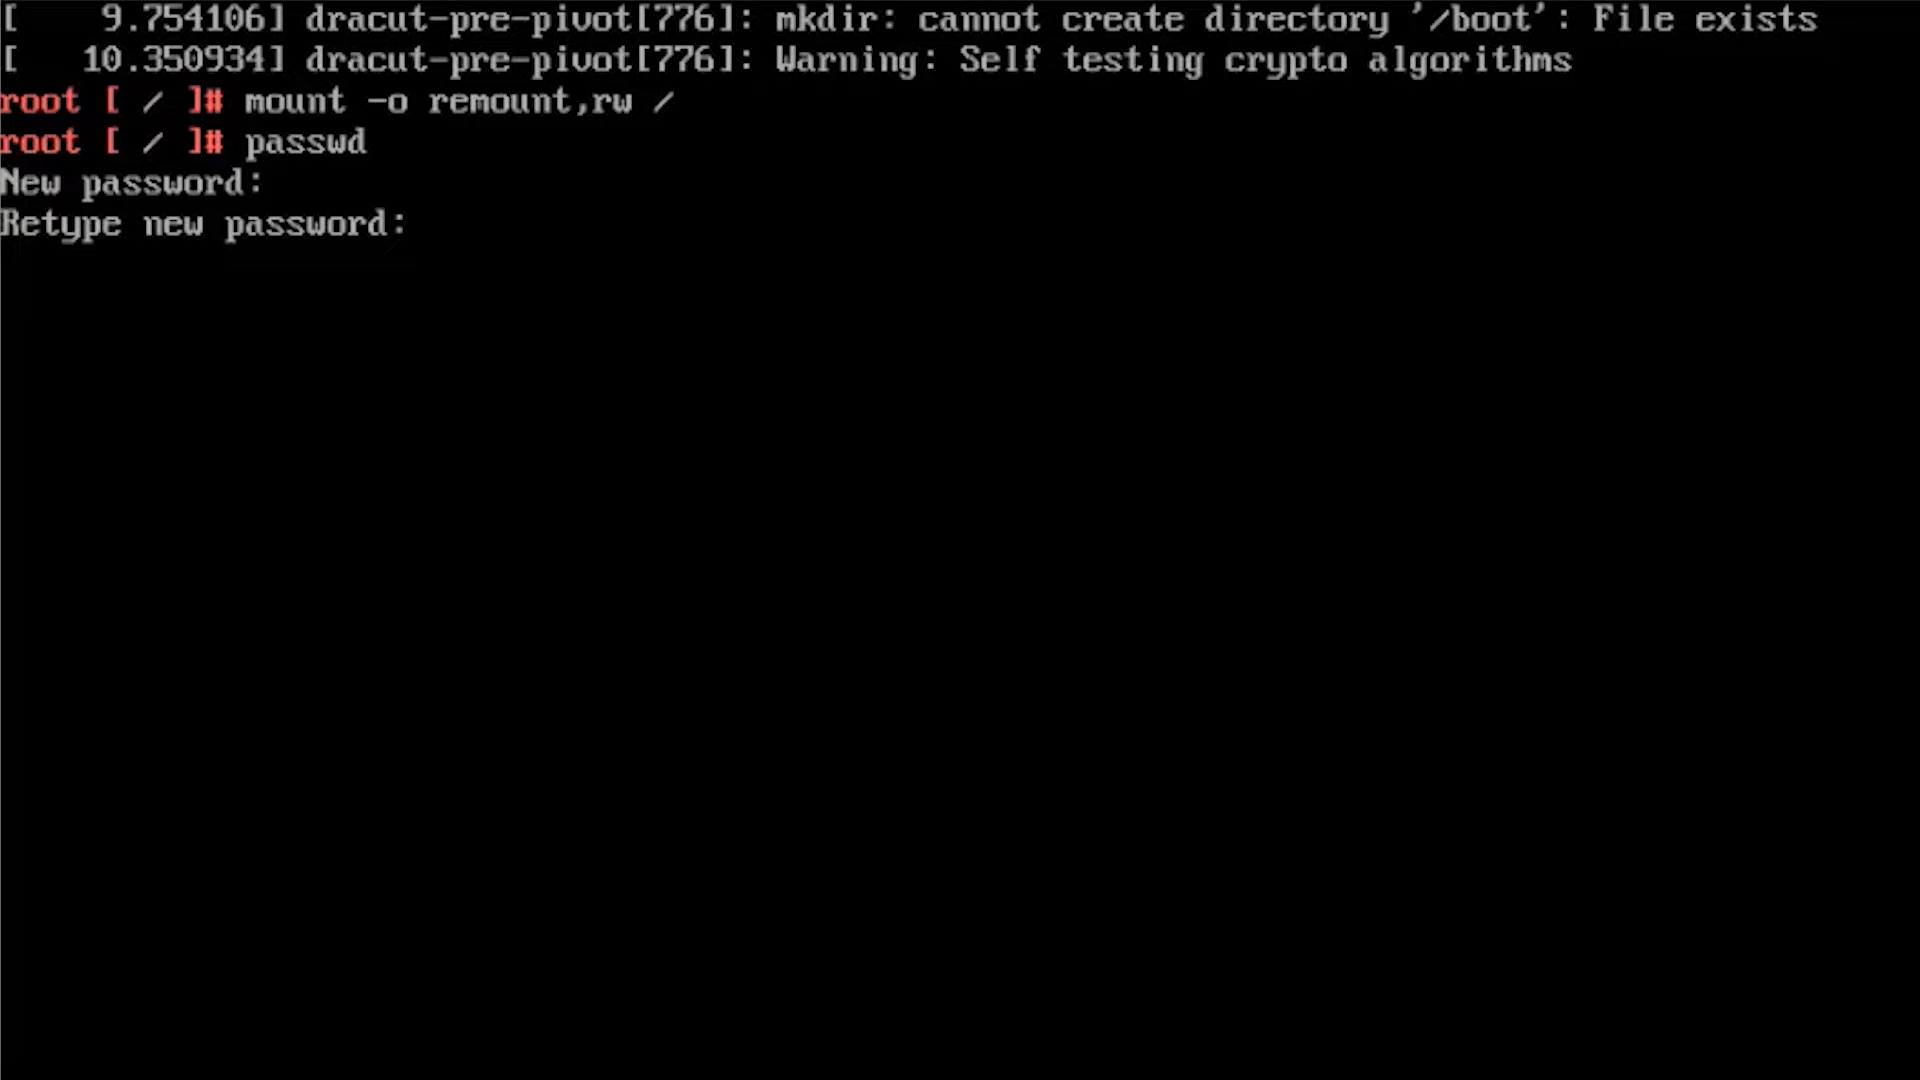 [    9.754106] dracut-pre-pivot[776]: mkdir: cannot create directory '/boot': File exists
[   10.350934] dracut-pre-pivot[776]: Warning: Self testing crypto algorithms
root [ / ]# mount -o remount,rw /
root [ / ]# passwd
New password:
Retype new password: